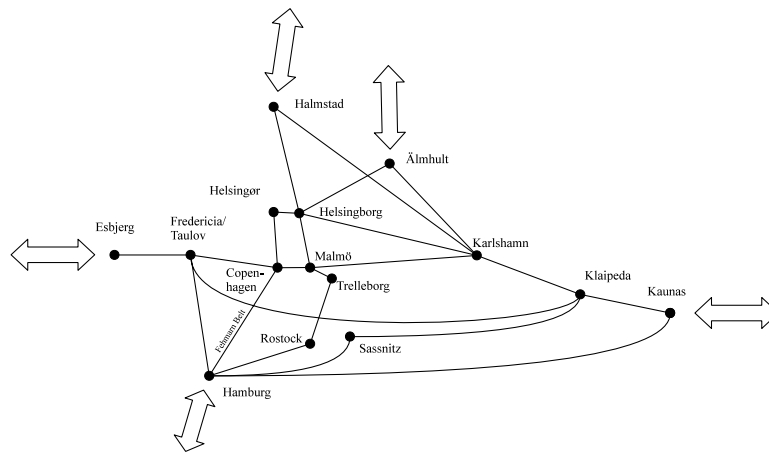 Halmstad
Älmhult
Helsingør
Helsingborg
Esbjerg
Fredericia/
Taulov
Karlshamn
Malmö
Copen-
hagen
Trelleborg
Klaipeda
Kaunas
Fehmarn Belt
Rostock
Sassnitz
Hamburg